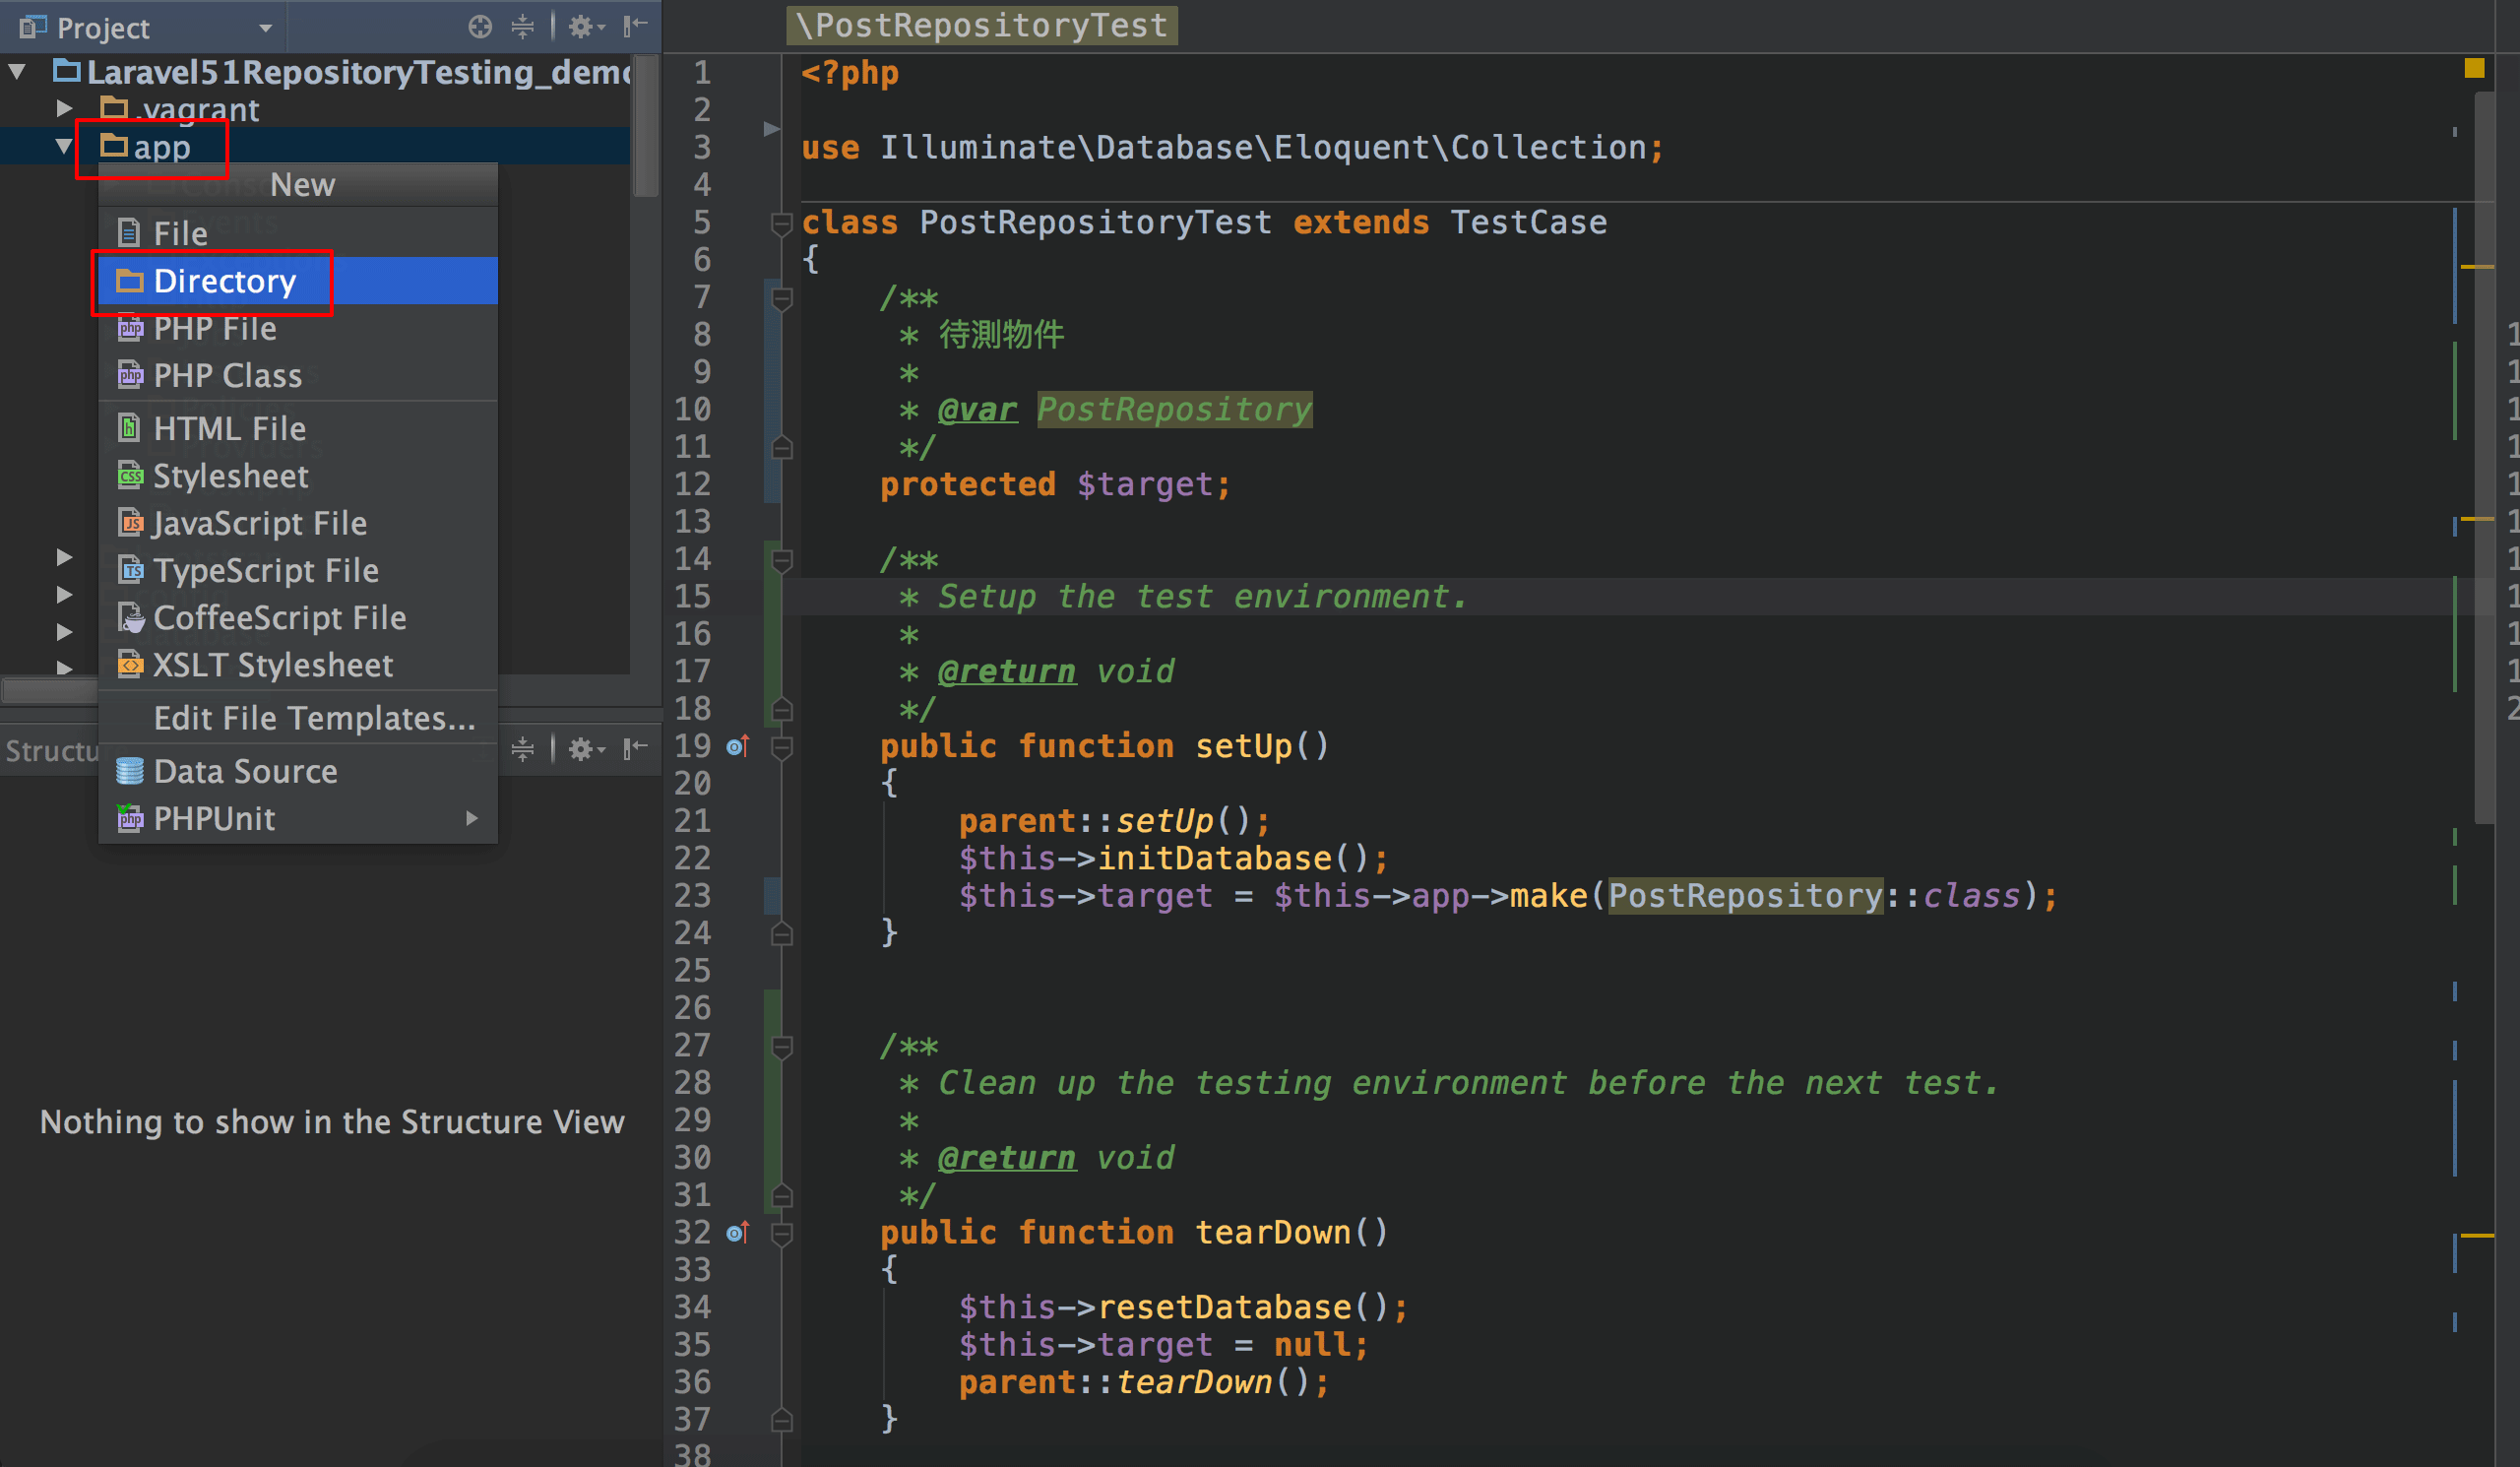 Project
Laravel51RepositoryTesting_demo
.vagrant
app
New
File
Directory
PHP File
PHP Class
HTML File
Stylesheet
JavaScript File
TypeScript File
CoffeeScript File
XSLT Stylesheet
Edit File Templates...
Data Source
PHPUnit
Structu
Nothing to show in the Structure View
\PostRepositoryTest
1 <?php
2
3 use Illuminate\Database\Eloquent\Collection;
4
5 class PostRepositoryTest extends TestCase
6 {
7 /**
8 * 待測物件
9 *
10 * @var PostRepository
11 */
12 protected $target;
13
14 /**
15 * Setup the test environment.
16 *
17 * @return void
18 */
19 public function setUp()
20 {
21 parent::setUp();
22 $this->initDatabase();
23 $this->target = $this->app->make(PostRepository::class);
24 }
25
26
27 /**
28 * Clean up the testing environment before the next test.
29 *
30 * @return void
31 */
32 public function tearDown()
33 {
34 $this->resetDatabase();
35 $this->target = null;
36 parent::tearDown();
37 }
38